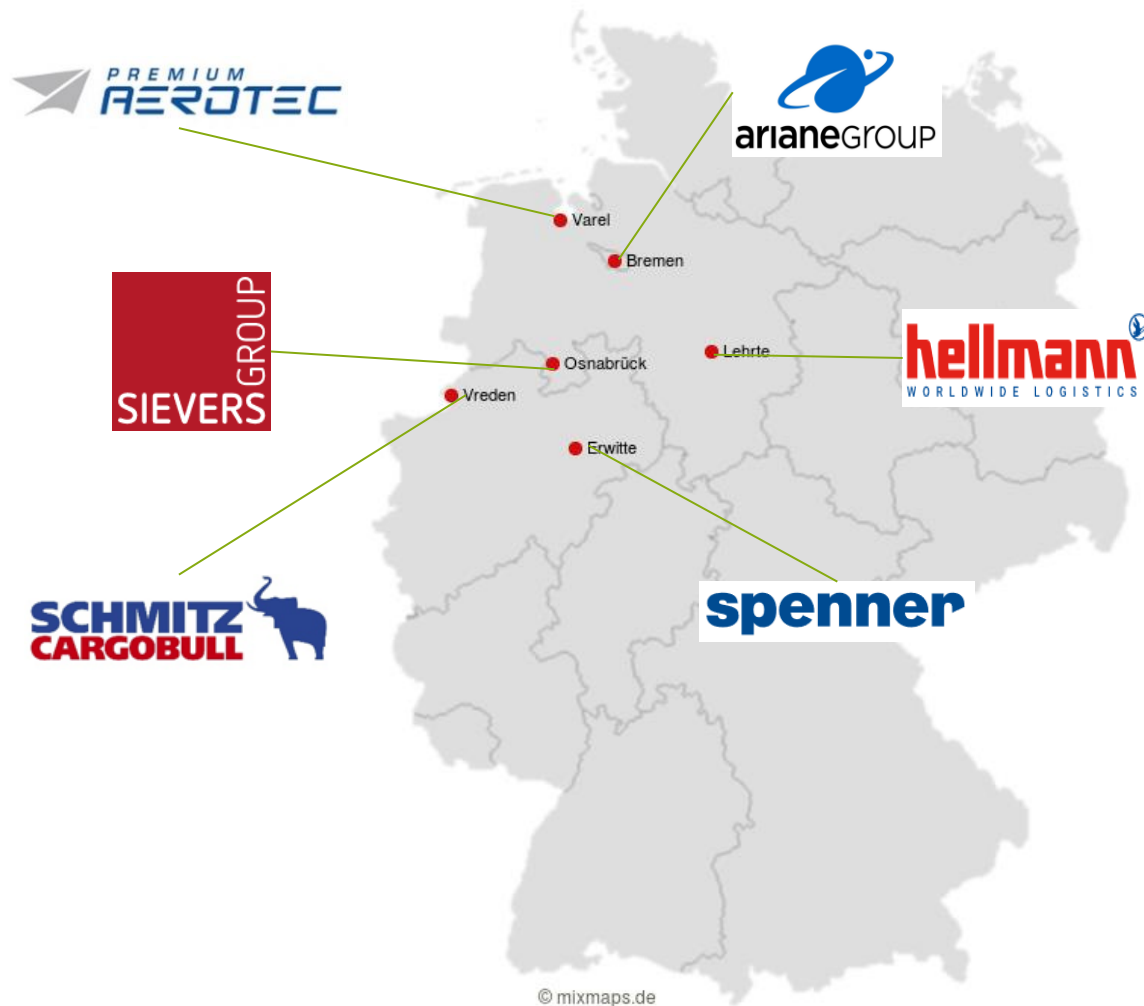 PREMIUM
AEROTEC
arianeGROUP
Varel
Bremen
SIEVERS
GROUP
Osnabrück
Lehrte
hellmann
WORLDWIDE LOGISTICS
Vreden
Erwitte
SCHMITZ
CARGOBULL
spenner
© mixmaps.de